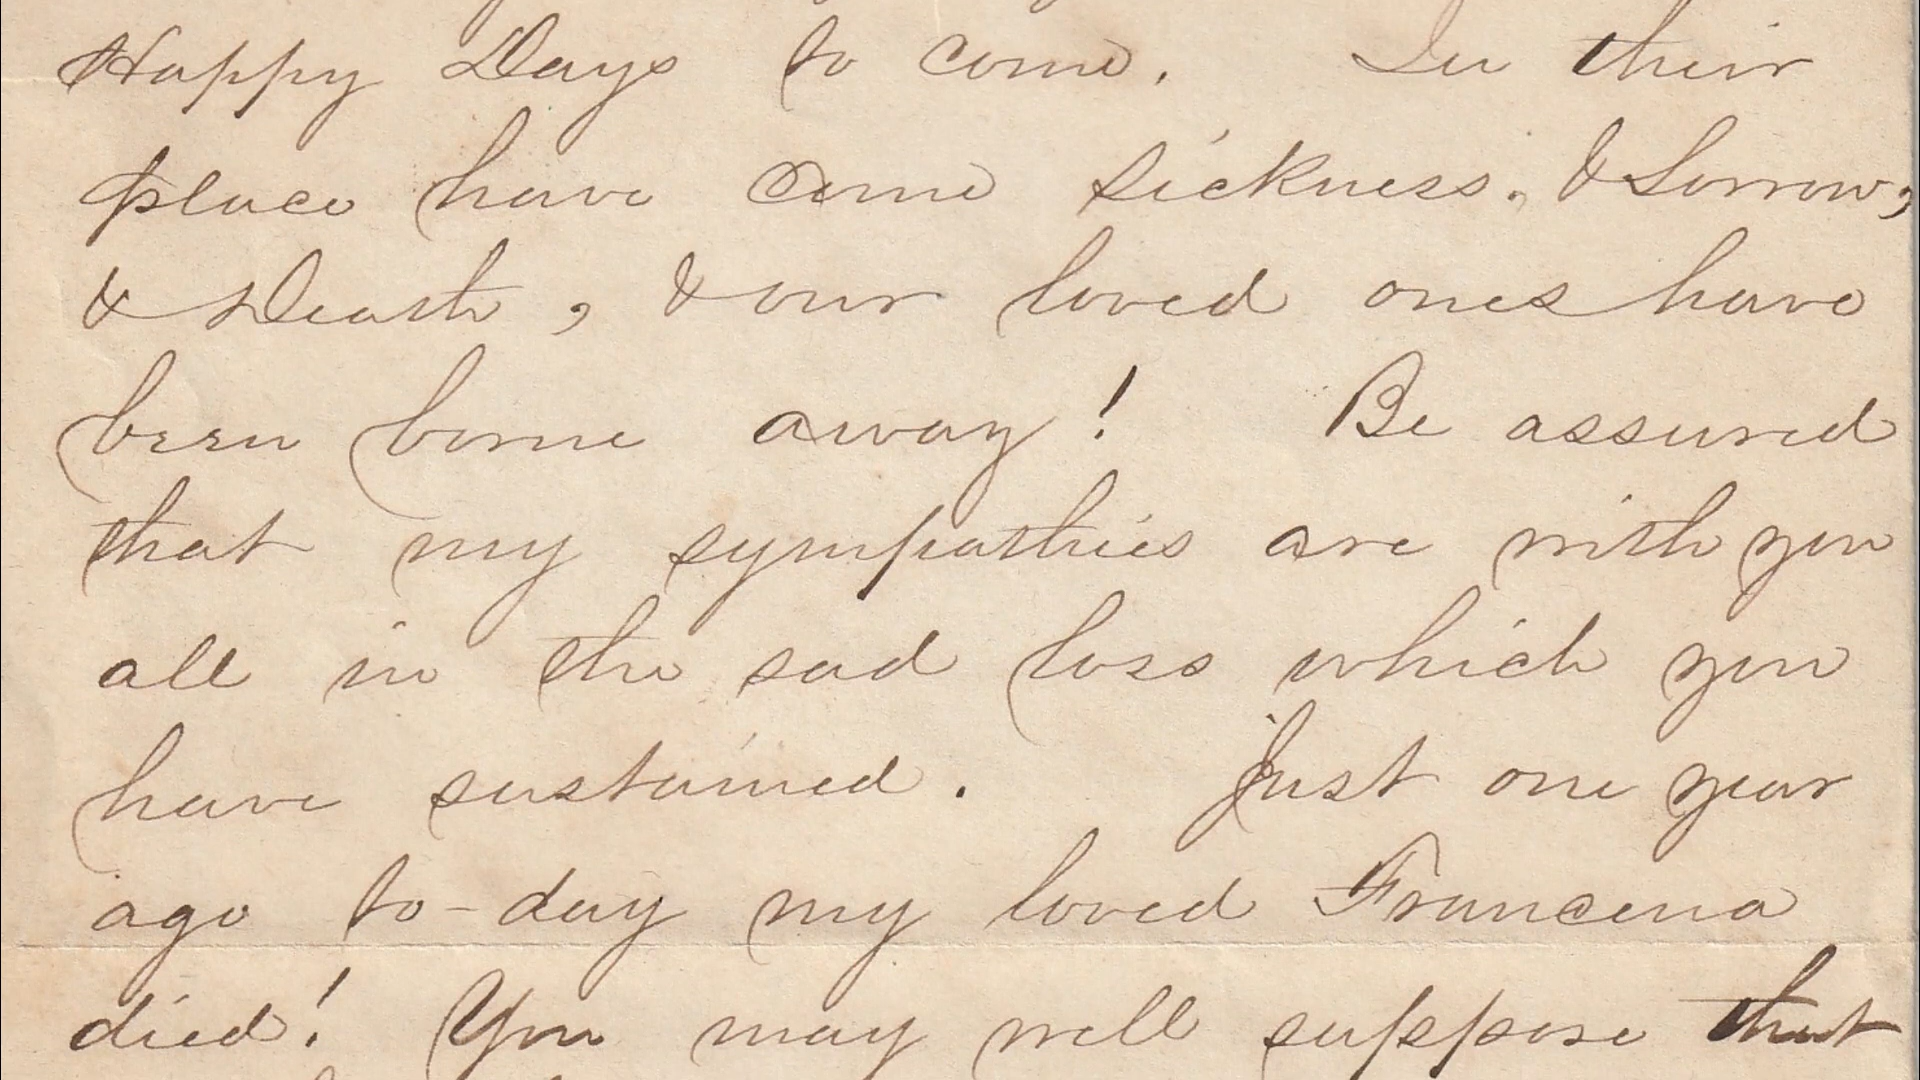 Happy Days to come. In their
place have come sickness, & Sorrow,
& Death, & our loved ones have
been borne away! Be assured
that my sympathies are with you
all in the sad loss which you
have sustained. Just one year
ago to-day my loved Francena
died! You may well suppose that